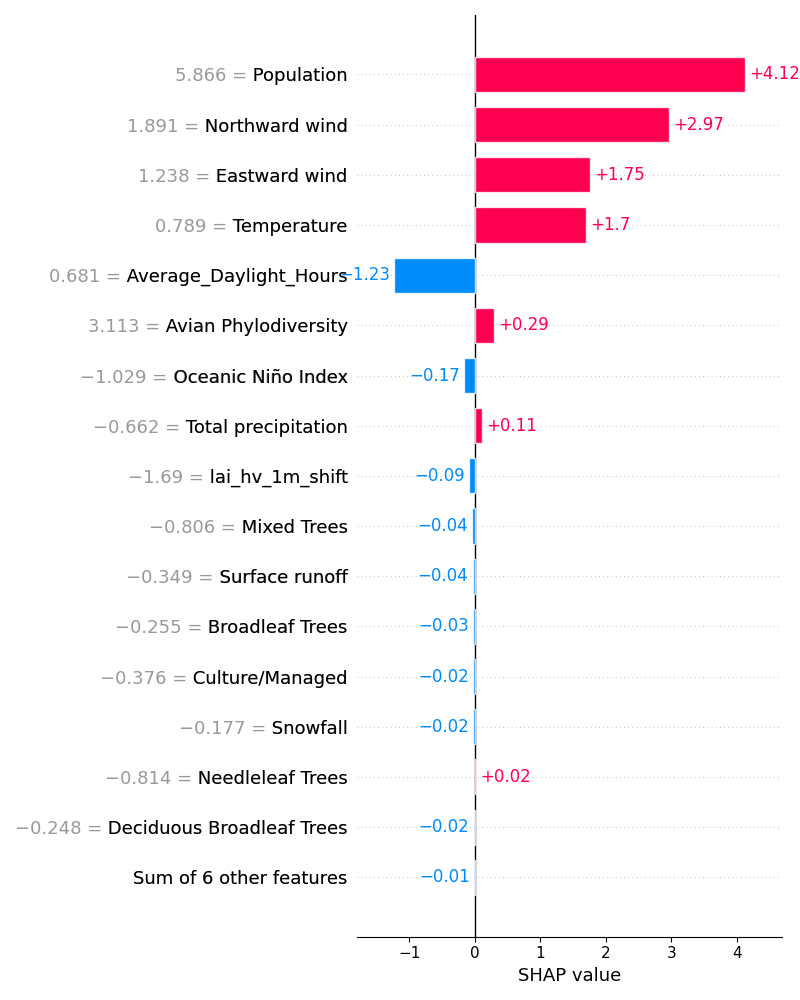 5.866 = Population +4.12
1.891 = Northward wind +2.97
1.238 = Eastward wind +1.75
0.789 = Temperature +1.7
0.681 = Average_Daylight_Hours −1.23
3.113 = Avian Phylodiversity +0.29
−1.029 = Oceanic Niño Index −0.17
−0.662 = Total precipitation +0.11
−1.69 = lai_hv_1m_shift −0.09
−0.806 = Mixed Trees −0.04
−0.349 = Surface runoff −0.04
−0.255 = Broadleaf Trees −0.03
−0.376 = Culture/Managed −0.02
−0.177 = Snowfall −0.02
−0.814 = Needleleaf Trees +0.02
−0.248 = Deciduous Broadleaf Trees −0.02
Sum of 6 other features −0.01
−1 0 1 2 3 4
SHAP value